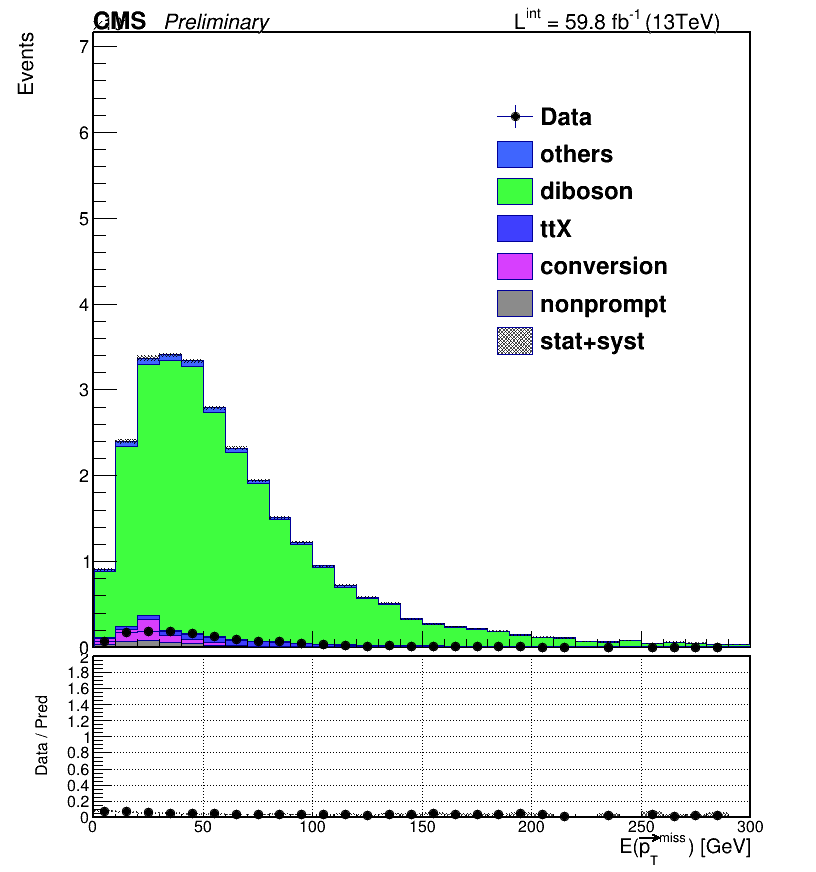 CMS Preliminary L^int = 59.8 fb^-1 (13TeV)
Events
7
6
5
4
3
2
1
0
Data
others
diboson
ttX
conversion
nonprompt
stat+syst
Data / Pred
2
1.8
1.6
1.4
1.2
1
0.8
0.6
0.4
0.2
0
0 50 100 150 200 250 300
E(p_T^miss) [GeV]